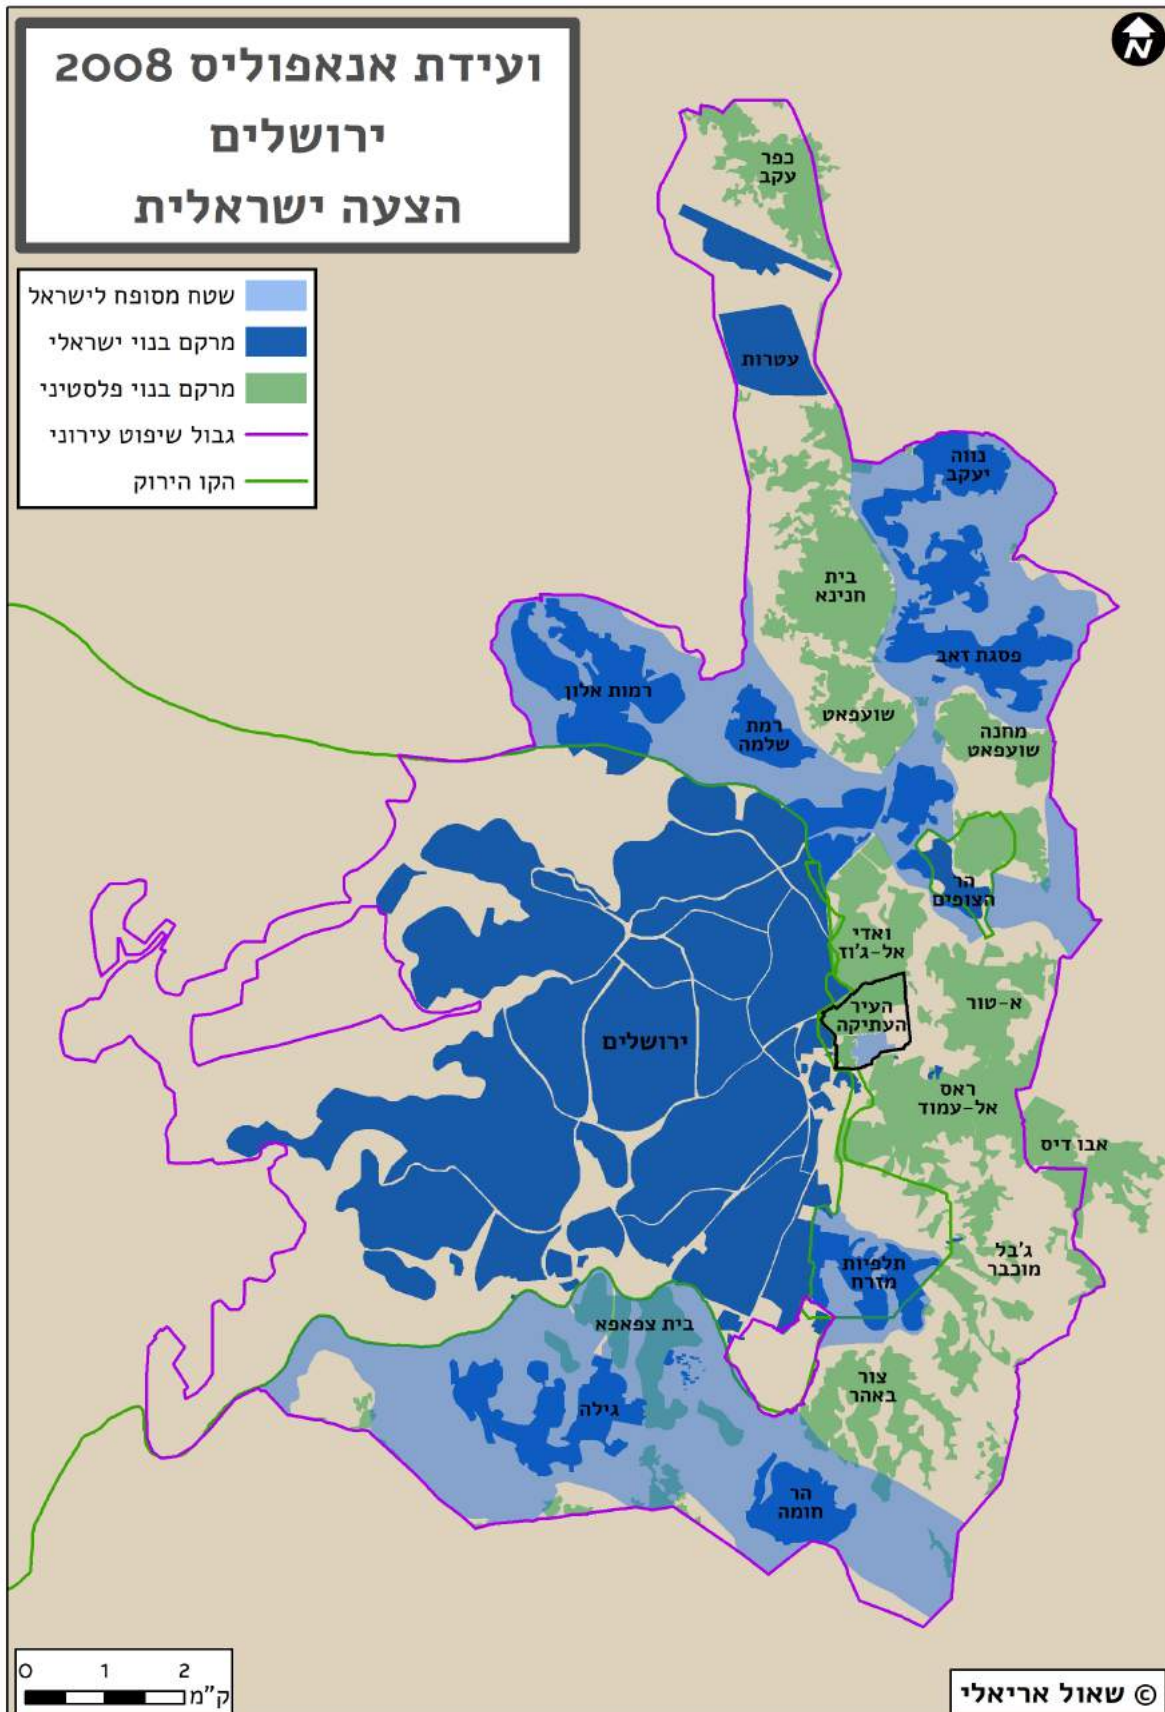 N
ועידת אנאפוליס 2008
ירושלים
הצעה ישראלית
שטח מסופח לישראל
מרקם בנוי ישראלי
מרקם בנוי פלסטיני
גבול שיפוט עירוני
הקו הירוק
כפר
עקב
עטרות
נווה
יעקב
בית
חנינא
פסגת זאב
רמות אלון
רמת
שלמה
שועפאט
מחנה
שועפאט
הר
הצופים
ואדי
אל-ג'וז
העיר
העתיקה
א-טור
ירושלים
ראס
אל-עמוד
אבו דיס
ג'בל
מוכבר
תלפיות
מזרח
בית צפאפא
צור
באהר
גילה
הר
חומה
0 1 2
ק"מ
© שאול אריאלי